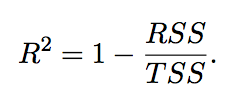 R² = 1 − RSS/TSS.